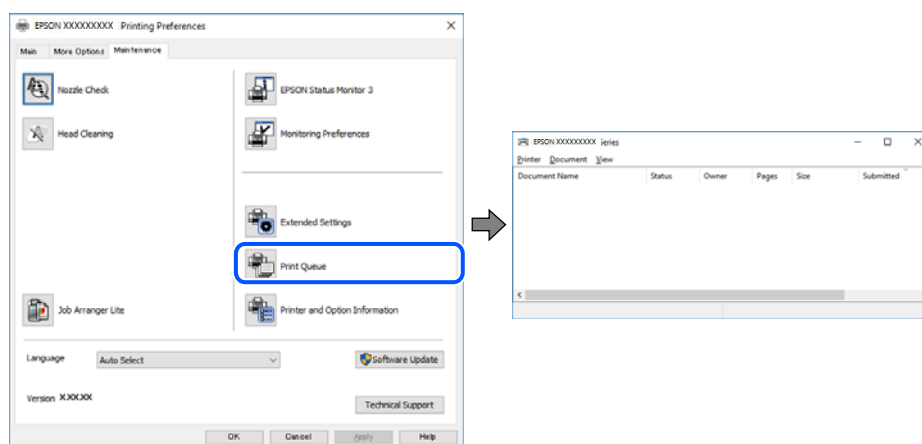 EPSON XXXXXXXXX Printing Preferences
Main More Options Maintenance
Nozzle Check
EPSON Status Monitor 3
Head Cleaning
Monitoring Preferences
Extended Settings
Print Queue
Job Arranger Lite
Printer and Option Information
Language Auto Select Software Update
Version X.XX.XX
Technical Support
OK Cancel Apply Help
EPSON XXXXXXXXX eries
Printer Document View
Document Name Status Owner Pages Size Submitted